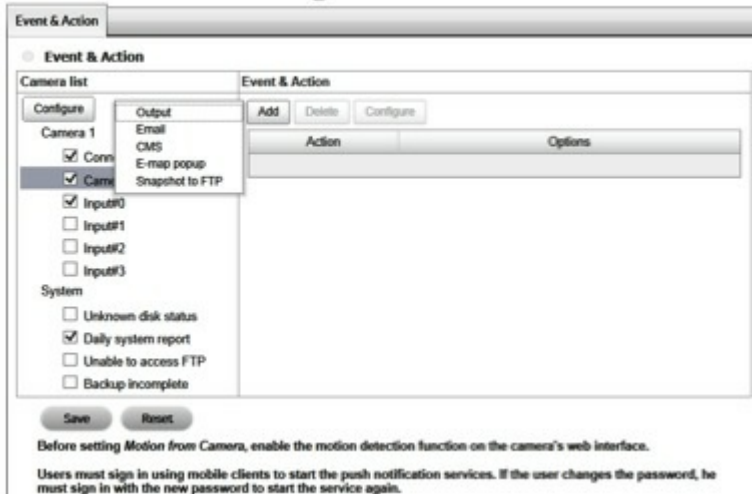 Event & Action
Event & Action
Camera list
Event & Action
Configure
Output
Email
CMS
E-map popup
Snapshot to FTP
Add Delete Configure
Action Options
Camera 1
Input#0
Input#1
Input#2
Input#3
System
Unknown disk status
Daily system report
Unable to access FTP
Backup incomplete
Save Reset
Before setting Motion from Camera, enable the motion detection function on the camera's web interface.
Users must sign in using mobile clients to start the push notification services. If the user changes the password, he
must sign in with the new password to start the service again.